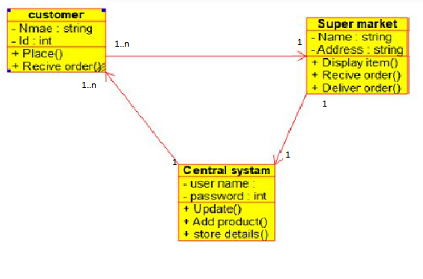 customer
- Nmae : string
- Id : int
+ Place()
+ Recive order()
1..n
1
Super market
- Name : string
- Address : string
+ Display item()
+ Recive order()
+ Deliver order()
1..n
1
1
1
Central systam
- user name :
- password : int
+ Update()
+ Add product()
+ store details()